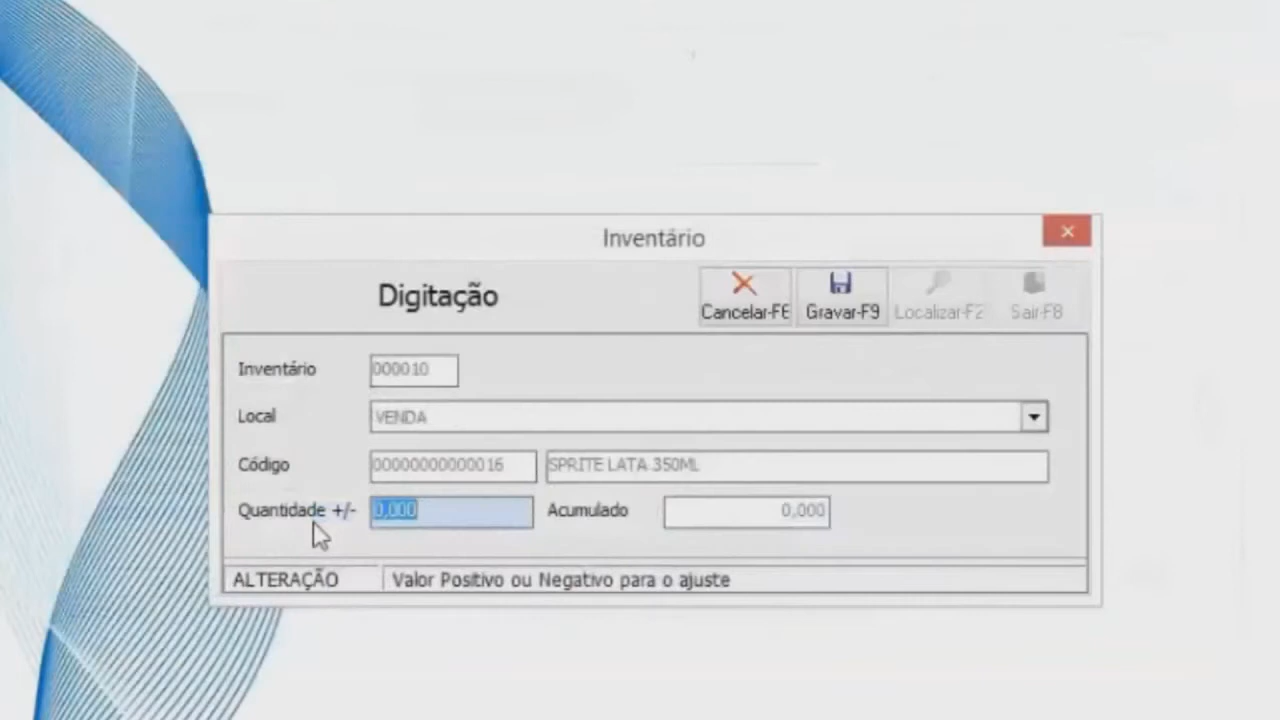 Inventário
Digitação
Cancelar-F6 Gravar-F9 Localizar-F2 Sair-F8
Inventário 000010
Local VENDA
Código 00000000000016 SPRITE LATA 350ML
Quantidade +/- 0,000 Acumulado 0,000
ALTERAÇÃO Valor Positivo ou Negativo para o ajuste